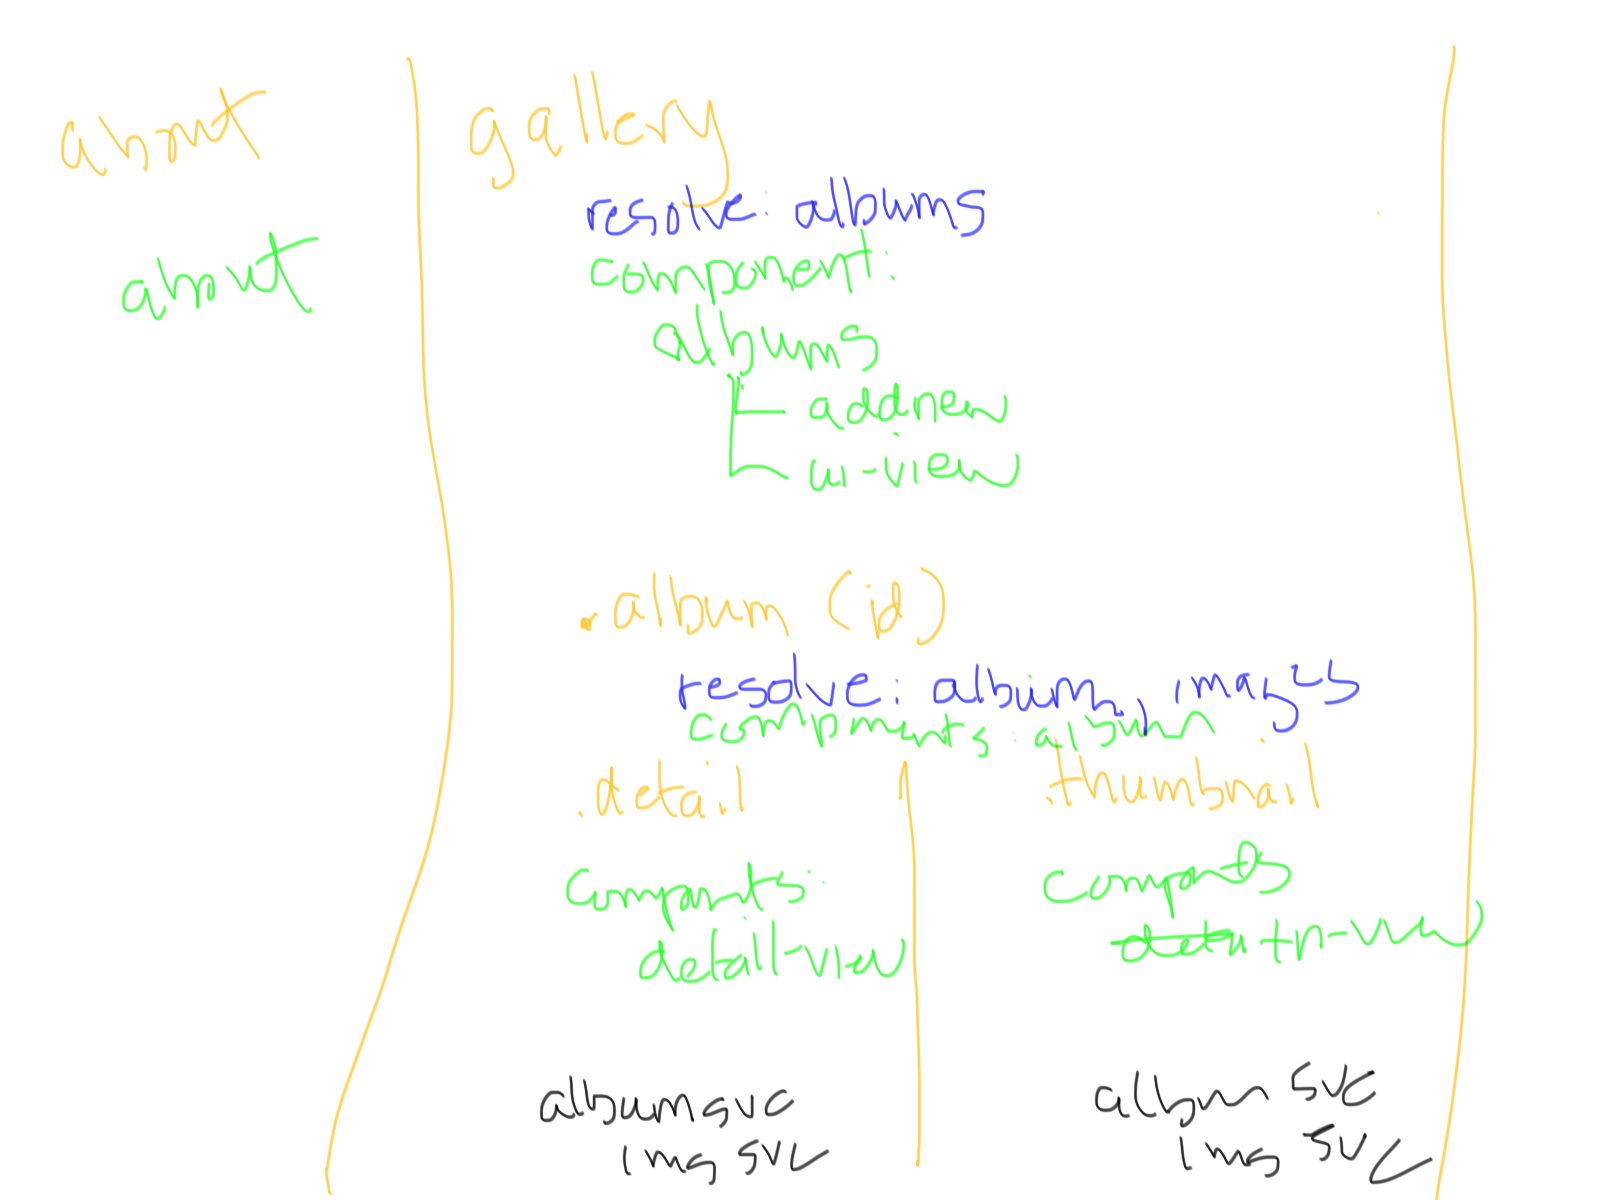 about
about
gallery
resolve: albums
component:
albums
addnew
ui-view
.album (id)
resolve: album, images
components: album
.detail
components:
detail-view
.thumbnail
components
tn-view
albumsvc
img svc
album svc
img svc